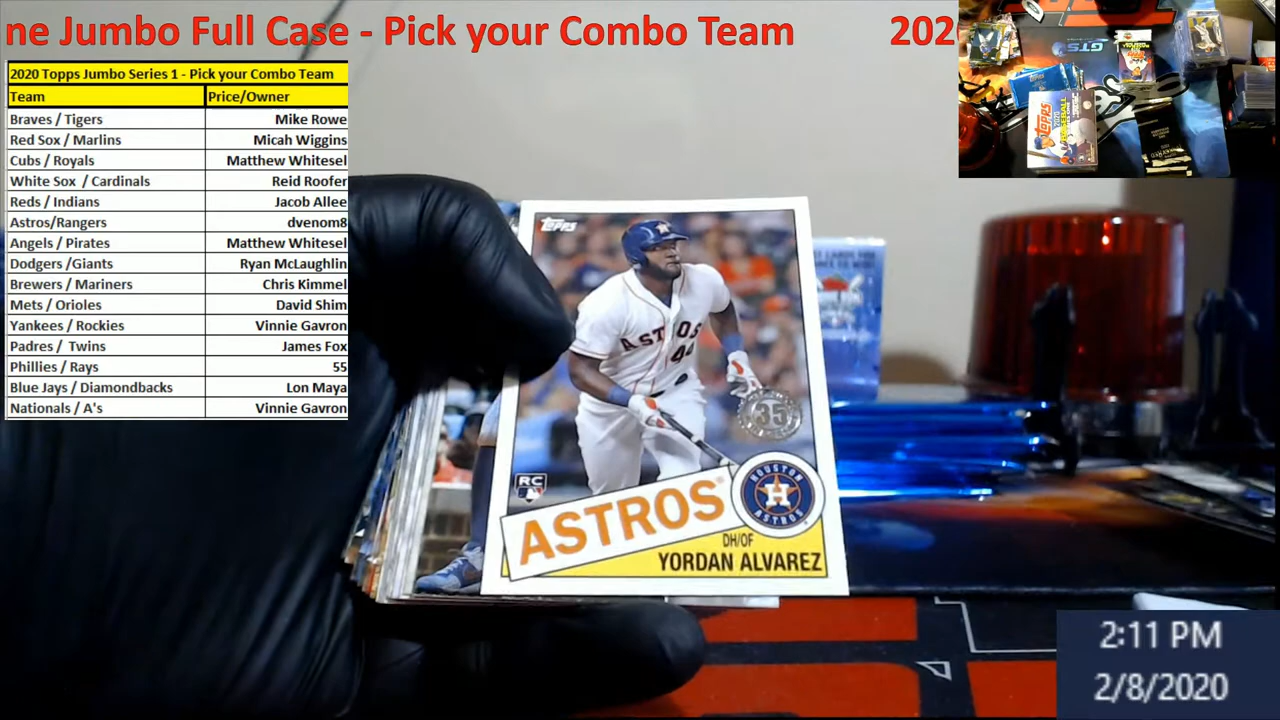 ne Jumbo Full Case - Pick your Combo Team 202
2020 Topps Jumbo Series 1 - Pick your Combo Team
Team Price/Owner
Braves / Tigers Mike Rowe
Red Sox / Marlins Micah Wiggins
Cubs / Royals Matthew Whitesel
White Sox / Cardinals Reid Roofer
Reds / Indians Jacob Allee
Astros/Rangers dvenom8
Angels / Pirates Matthew Whitesel
Dodgers /Giants Ryan McLaughlin
Brewers / Mariners Chris Kimmel
Mets / Orioles David Shim
Yankees / Rockies Vinnie Gavron
Padres / Twins James Fox
Phillies / Rays 55
Blue Jays / Diamondbacks Lon Maya
Nationals / A's Vinnie Gavron
GTS
Topps
2020
BASEBALL
Topps
ASTROS
44
35
RC
HOUSTON
H
ASTROS
ASTROS
DH/OF
YORDAN ALVAREZ
2:11 PM
2/8/2020